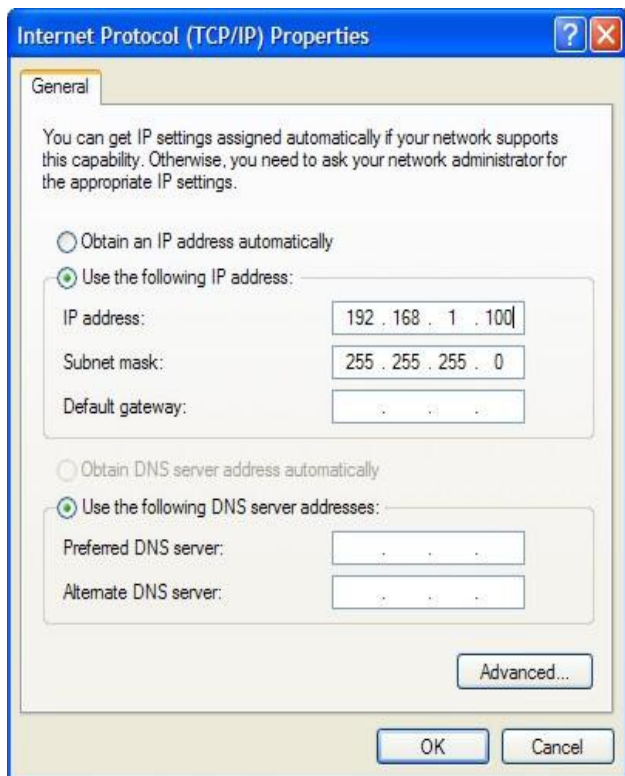 Internet Protocol (TCP/IP) Properties
General
You can get IP settings assigned automatically if your network supports
this capability. Otherwise, you need to ask your network administrator for
the appropriate IP settings.
Obtain an IP address automatically
Use the following IP address:
IP address: 192 . 168 . 1 . 100
Subnet mask: 255 . 255 . 255 . 0
Default gateway: . . .
Obtain DNS server address automatically
Use the following DNS server addresses:
Preferred DNS server: . . .
Alternate DNS server: . . .
Advanced...
OK Cancel